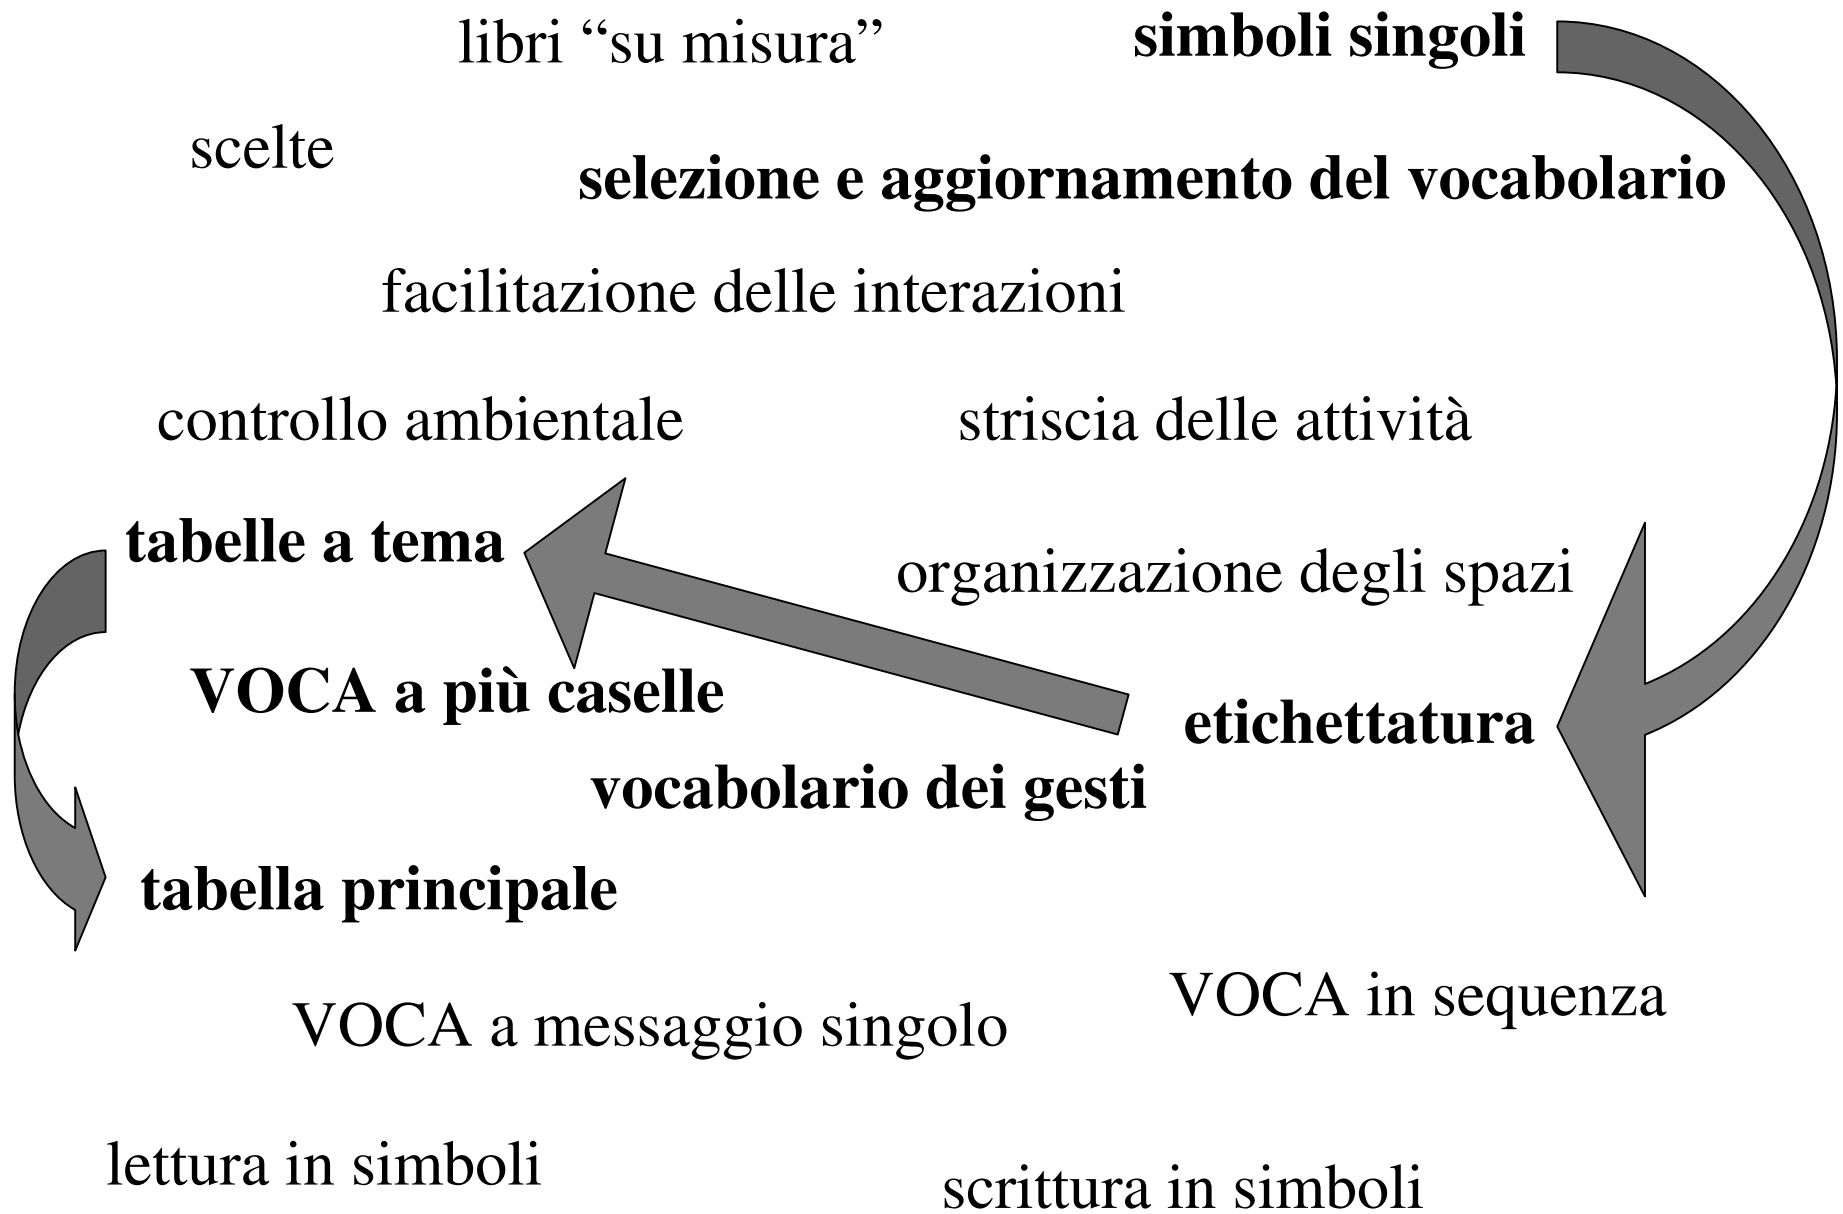 libri “su misura”
simboli singoli
scelte
selezione e aggiornamento del vocabolario
facilitazione delle interazioni
controllo ambientale
striscia delle attività
tabelle a tema
organizzazione degli spazi
VOCA a più caselle
etichettatura
vocabolario dei gesti
tabella principale
VOCA in sequenza
VOCA a messaggio singolo
lettura in simboli
scrittura in simboli